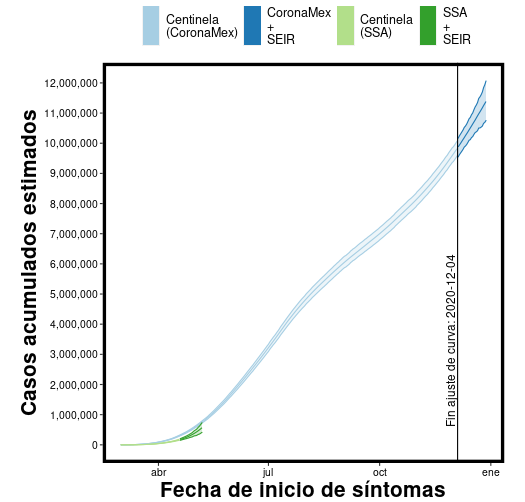 Centinela
(CoronaMex)
CoronaMex
+
SEIR
Centinela
(SSA)
SSA
+
SEIR
Casos acumulados estimados
12,000,000
11,000,000
10,000,000
9,000,000
8,000,000
7,000,000
6,000,000
5,000,000
4,000,000
3,000,000
2,000,000
1,000,000
0
Fin ajuste de curva: 2020-12-04
abr
jul
oct
ene
Fecha de inicio de síntomas